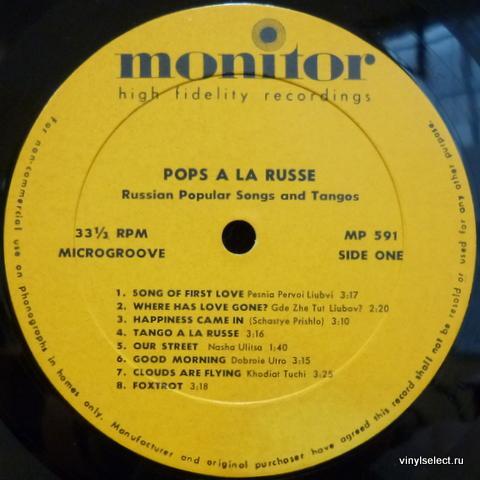 monitor
high fidelity recordings
POPS A LA RUSSE
Russian Popular Songs and Tangos
33⅓ RPM
MICROGROOVE
MP 591
SIDE ONE
1. SONG OF FIRST LOVE Pesnia Pervoi Liubvi 3:17
2. WHERE HAS LOVE GONE? Gde Zhe Tut Liubov? 2:20
3. HAPPINESS CAME IN (Schastye Prishlo) 3:10
4. TANGO A LA RUSSE 3:16
5. OUR STREET Nasha Ulitsa 1:40
6. GOOD MORNING Dobroie Utro 3:15
7. CLOUDS ARE FLYING Khodiat Tuchi 3:25
8. FOXTROT 3:18
for non-commercial use on phonographs in homes only. Manufacturer and original purchaser have agreed this record shall not be resold or used for any other purpose.
vinylselect.ru